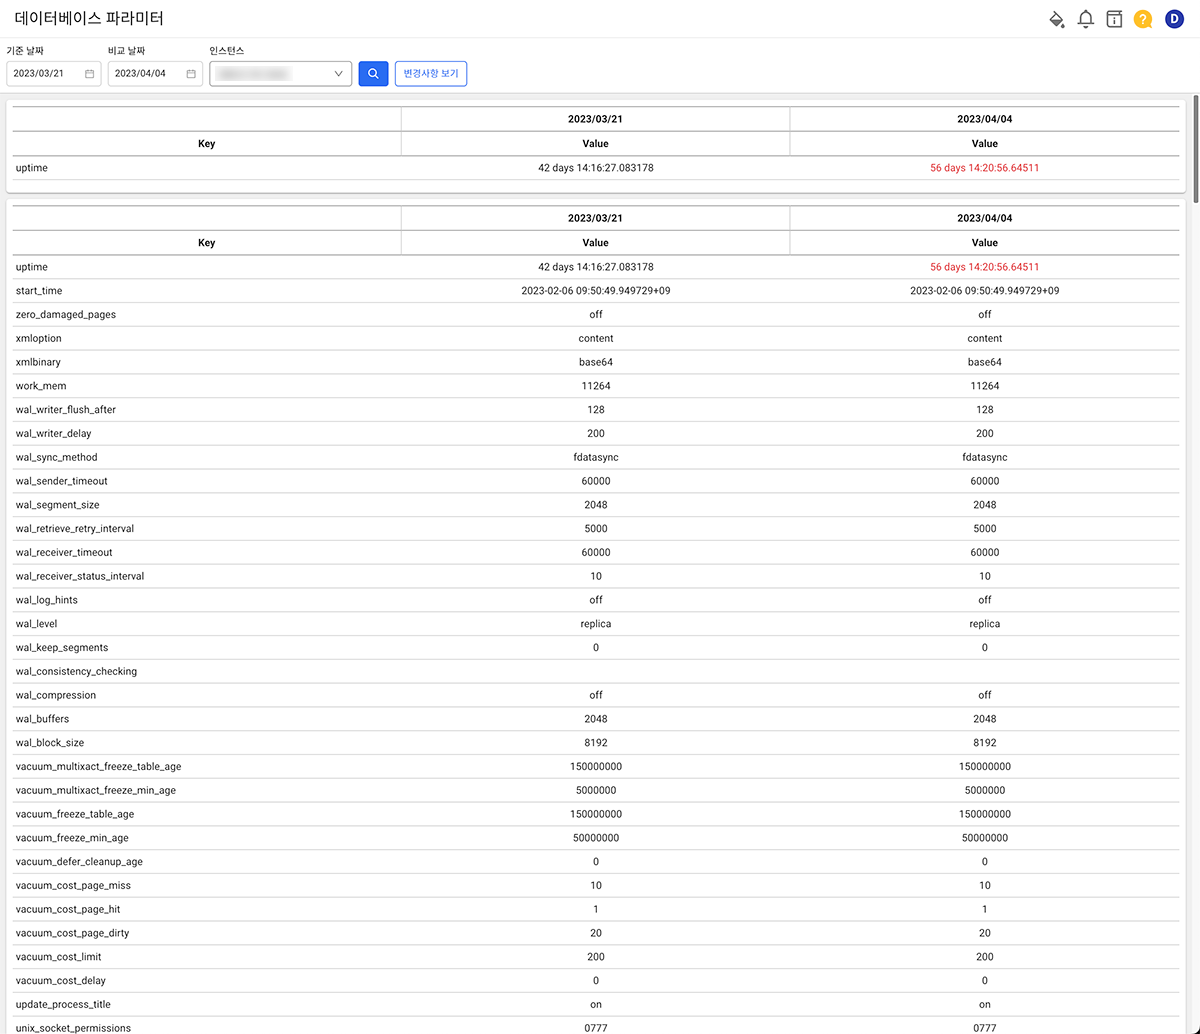 데이터베이스 파라미터
? D
기준 날짜 비교 날짜 인스턴스
2023/03/21 2023/04/04 변경사항 보기
2023/03/21 2023/04/04
Key Value Value
uptime 42 days 14:16:27.083178 56 days 14:20:56.64511
2023/03/21 2023/04/04
Key Value Value
uptime 42 days 14:16:27.083178 56 days 14:20:56.64511
start_time 2023-02-06 09:50:49.949729+09 2023-02-06 09:50:49.949729+09
zero_damaged_pages off off
xmloption content content
xmlbinary base64 base64
work_mem 11264 11264
wal_writer_flush_after 128 128
wal_writer_delay 200 200
wal_sync_method fdatasync fdatasync
wal_sender_timeout 60000 60000
wal_segment_size 2048 2048
wal_retrieve_retry_interval 5000 5000
wal_receiver_timeout 60000 60000
wal_receiver_status_interval 10 10
wal_log_hints off off
wal_level replica replica
wal_keep_segments 0 0
wal_consistency_checking
wal_compression off off
wal_buffers 2048 2048
wal_block_size 8192 8192
vacuum_multixact_freeze_table_age 150000000 150000000
vacuum_multixact_freeze_min_age 5000000 5000000
vacuum_freeze_table_age 150000000 150000000
vacuum_freeze_min_age 50000000 50000000
vacuum_defer_cleanup_age 0 0
vacuum_cost_page_miss 10 10
vacuum_cost_page_hit 1 1
vacuum_cost_page_dirty 20 20
vacuum_cost_limit 200 200
vacuum_cost_delay 0 0
update_process_title on on
unix_socket_permissions 0777 0777